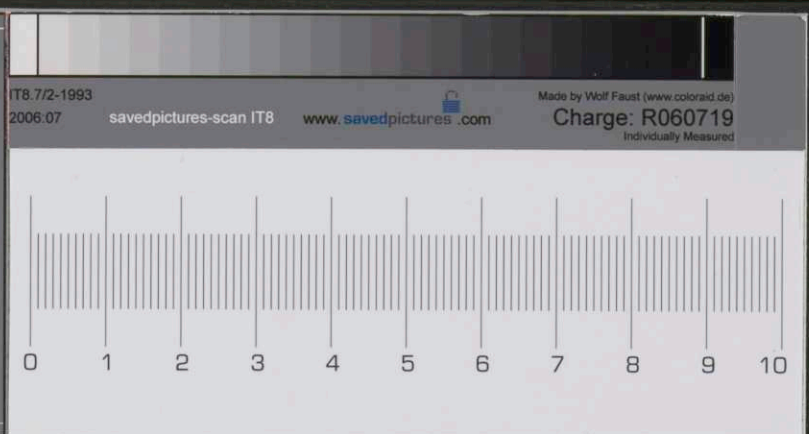 IT8.7/2-1993
Made by Wolf Faust (www.coloraid.de)
2006:07 savedpictures-scan IT8 www.savedpictures.com Charge: R060719
Individually Measured
0 1 2 3 4 5 6 7 8 9 10